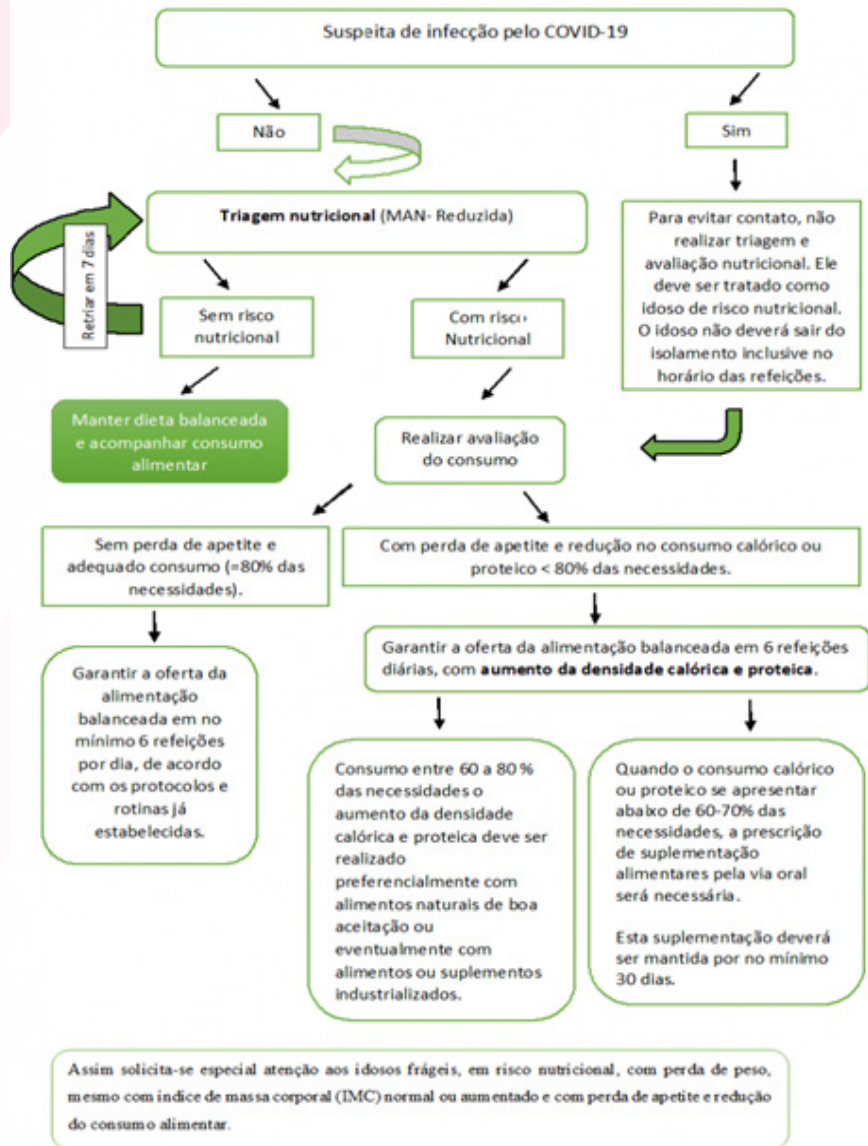 Suspeita de infecção pelo COVID-19
Não
Sim
Triagem nutricional (MAN- Reduzida)
Retriar em 7 dias
Para evitar contato, não
realizar triagem e
avaliação nutricional. Ele
deve ser tratado como
idoso de risco nutricional.
O idoso não deverá sair do
isolamento inclusive no
horário das refeições.
Sem risco
nutricional
Com risco
Nutricional
Manter dieta balanceada
e acompanhar consumo
alimentar
Realizar avaliação
do consumo
Sem perda de apetite e
adequado consumo (=80% das
necessidades).
Com perda de apetite e redução no consumo calórico ou
proteico < 80% das necessidades.
Garantir a oferta da alimentação balanceada em 6 refeições
diárias, com aumento da densidade calórica e proteica.
Garantir a oferta da
alimentação
balanceada em no
mínimo 6 refeições
por dia, de acordo
com os protocolos e
rotinas já
estabelecidas.
Consumo entre 60 a 80 %
das necessidades o
aumento da densidade
calórica e proteica deve ser
realizado
preferencialmente com
alimentos naturais de boa
aceitação ou
eventualmente com
alimentos ou suplementos
industrializados.
Quando o consumo calórico
ou proteico se apresentar
abaixo de 60-70% das
necessidades, a prescrição
de suplementação
alimentares pela via oral
será necessária.
Esta suplementação deverá
ser mantida por no mínimo
30 dias.
Assim solicita-se especial atenção aos idosos frágeis, em risco nutricional, com perda de peso,
mesmo com índice de massa corporal (IMC) normal ou aumentado e com perda de apetite e redução
do consumo alimentar.